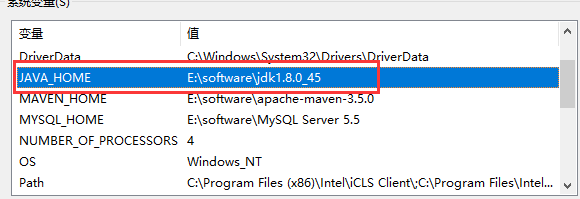 系统变量(S)
变量 值
DriverData C:\Windows\System32\Drivers\DriverData
JAVA_HOME E:\software\jdk1.8.0_45
MAVEN_HOME E:\software\apache-maven-3.5.0
MYSQL_HOME E:\software\MySQL Server 5.5
NUMBER_OF_PROCESSORS 4
OS Windows_NT
Path C:\Program Files (x86)\Intel\iCLS Client\;C:\Program Files\Intel...